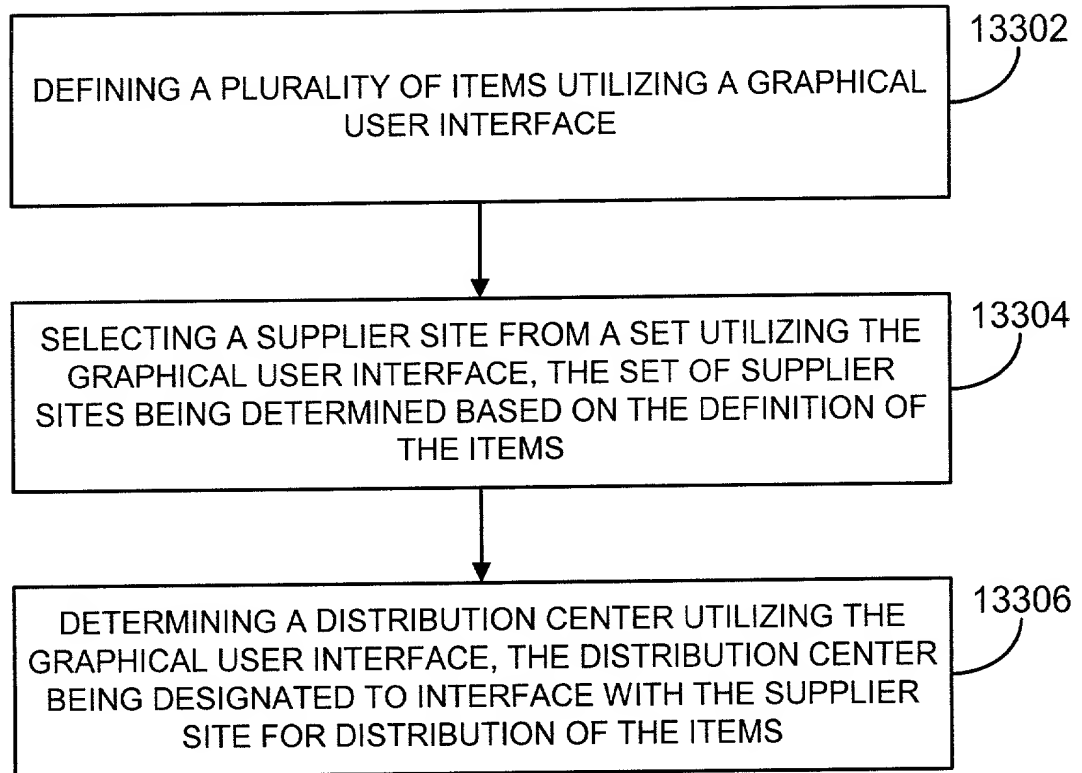 13302
DEFINING A PLURALITY OF ITEMS UTILIZING A GRAPHICAL
USER INTERFACE
13304
SELECTING A SUPPLIER SITE FROM A SET UTILIZING THE
GRAPHICAL USER INTERFACE, THE SET OF SUPPLIER
SITES BEING DETERMINED BASED ON THE DEFINITION OF
THE ITEMS
13306
DETERMINING A DISTRIBUTION CENTER UTILIZING THE
GRAPHICAL USER INTERFACE, THE DISTRIBUTION CENTER
BEING DESIGNATED TO INTERFACE WITH THE SUPPLIER
SITE FOR DISTRIBUTION OF THE ITEMS